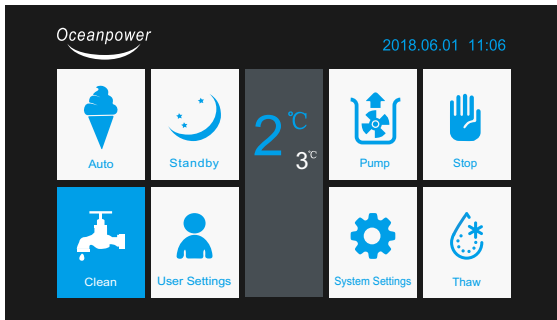 Oceanpower
2018.06.01 11:06
Auto
Standby
2℃
3℃
Pump
Stop
Clean
User Settings
System Settings
Thaw